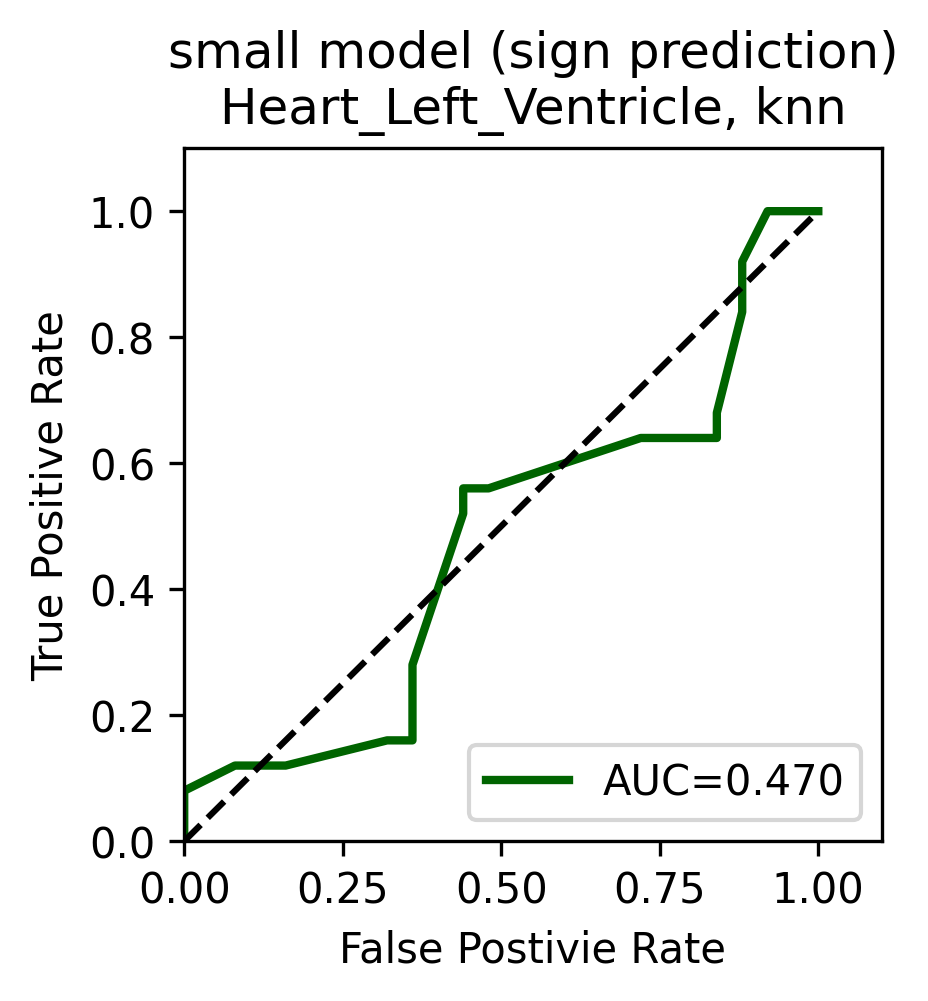 small model (sign prediction)
Heart_Left_Ventricle, knn
True Positive Rate
1.0
0.8
0.6
0.4
0.2
0.0
AUC=0.470
0.00 0.25 0.50 0.75 1.00
False Postivie Rate